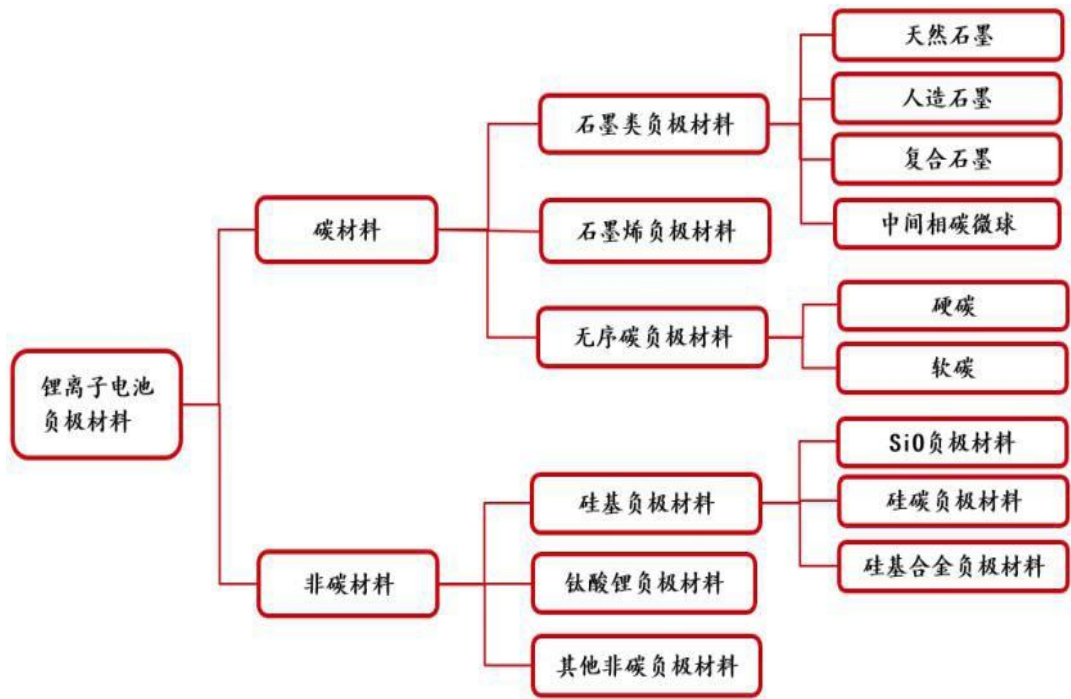 锂离子电池
负极材料
碳材料
石墨类负极材料
天然石墨
人造石墨
复合石墨
中间相碳微球
石墨烯负极材料
无序碳负极材料
硬碳
软碳
非碳材料
硅基负极材料
SiO负极材料
硅碳负极材料
硅基合金负极材料
钛酸锂负极材料
其他非碳负极材料